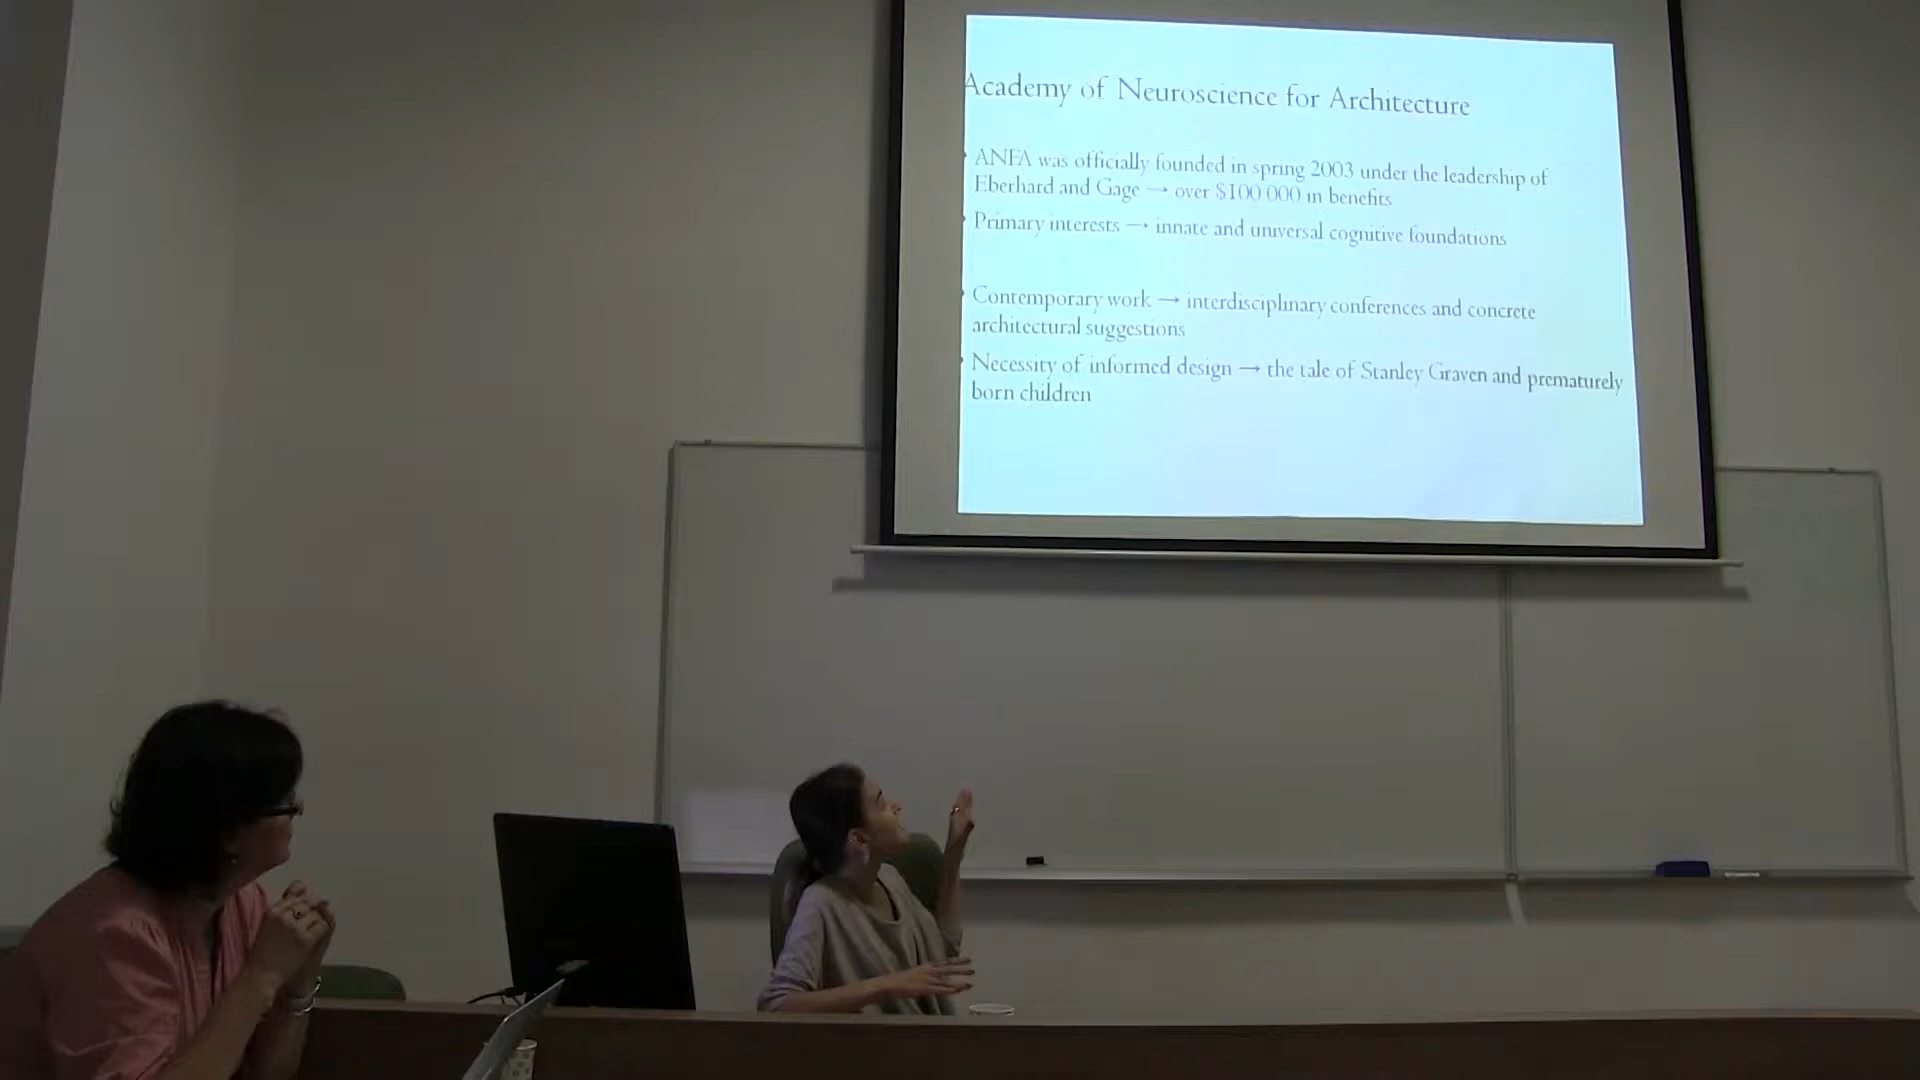 Academy of Neuroscience for Architecture
• ANFA was officially founded in spring 2003 under the leadership of
Eberhard and Gage → over $100 000 in benefits
• Primary interests → innate and universal cognitive foundations
• Contemporary work → interdisciplinary conferences and concrete
architectural suggestions
• Necessity of informed design → the tale of Stanley Graven and prematurely
born children